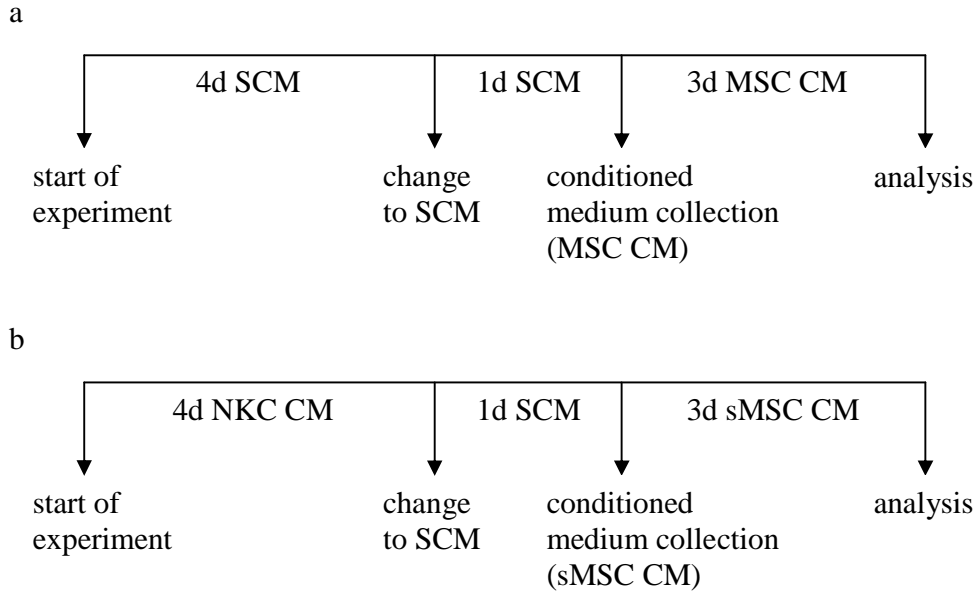 a
4d SCM 1d SCM 3d MSC CM
start of change conditioned analysis
experiment to SCM medium collection
(MSC CM)
b
4d NKC CM 1d SCM 3d sMSC CM
start of change conditioned analysis
experiment to SCM medium collection
(sMSC CM)